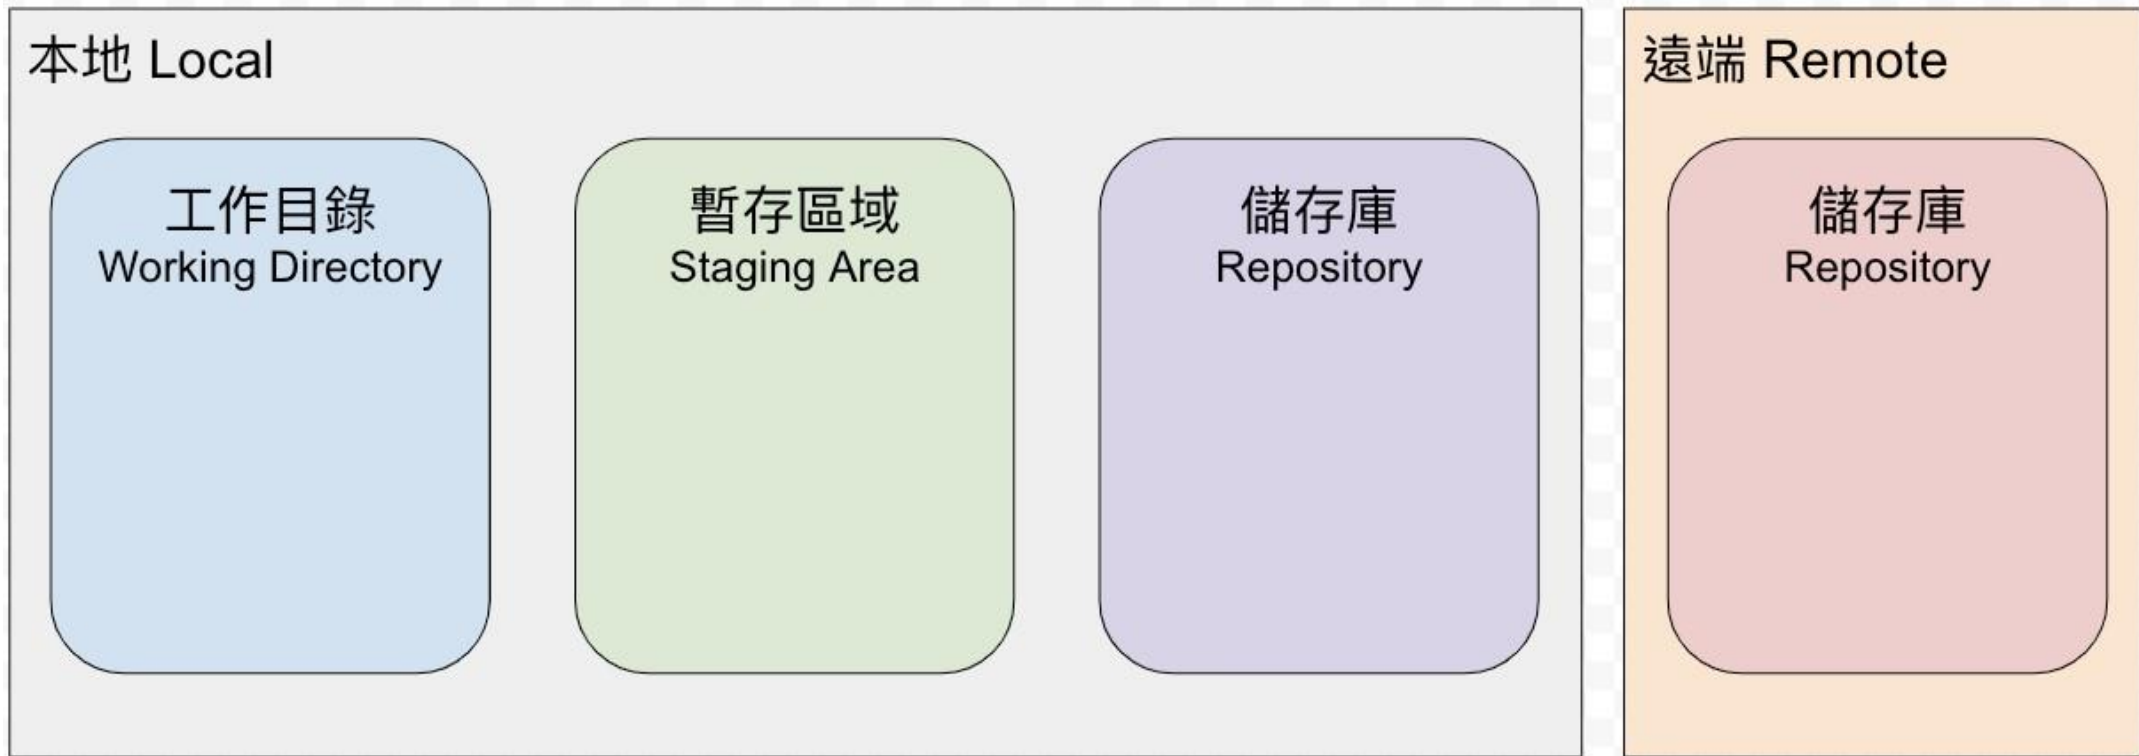 本地 Local
工作目錄
Working Directory
暫存區域
Staging Area
儲存庫
Repository
遠端 Remote
儲存庫
Repository